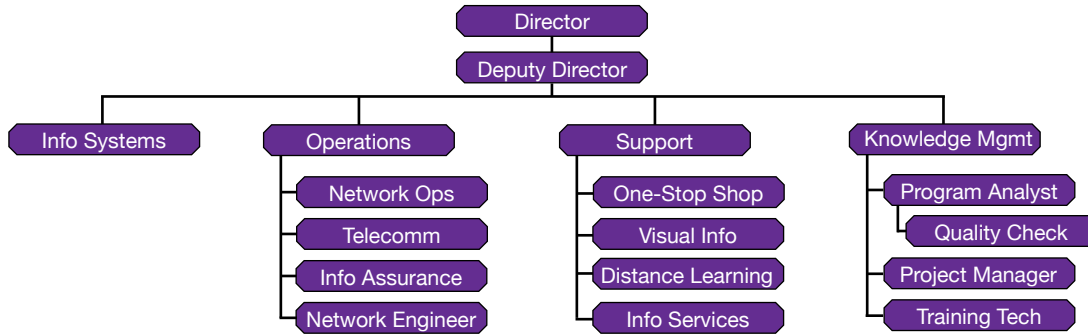 Director
Deputy Director
Info Systems
Operations
Support
Knowledge Mgmt
Network Ops
One-Stop Shop
Program Analyst
Telecomm
Visual Info
Quality Check
Info Assurance
Distance Learning
Project Manager
Network Engineer
Info Services
Training Tech